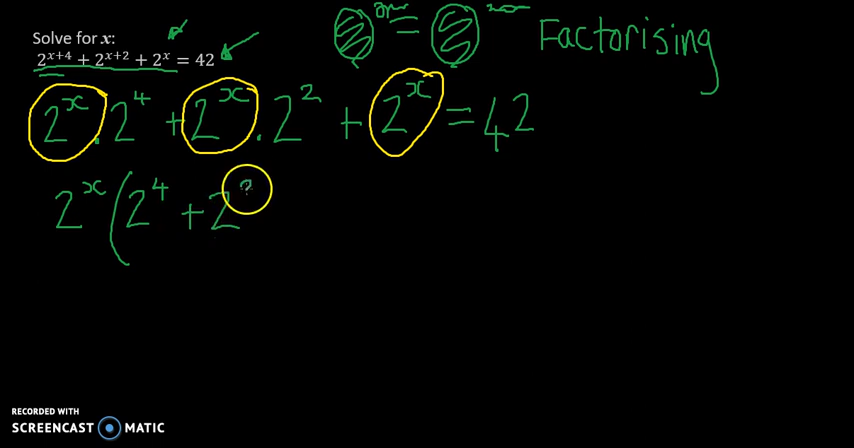 Solve for x:
2^{x+4} + 2^{x+2} + 2^x = 42
= Factorising
2^x . 2^4 + 2^x . 2^2 + 2^x = 42
2^x (2^4 + 2
RECORDED WITH
SCREENCAST MATIC